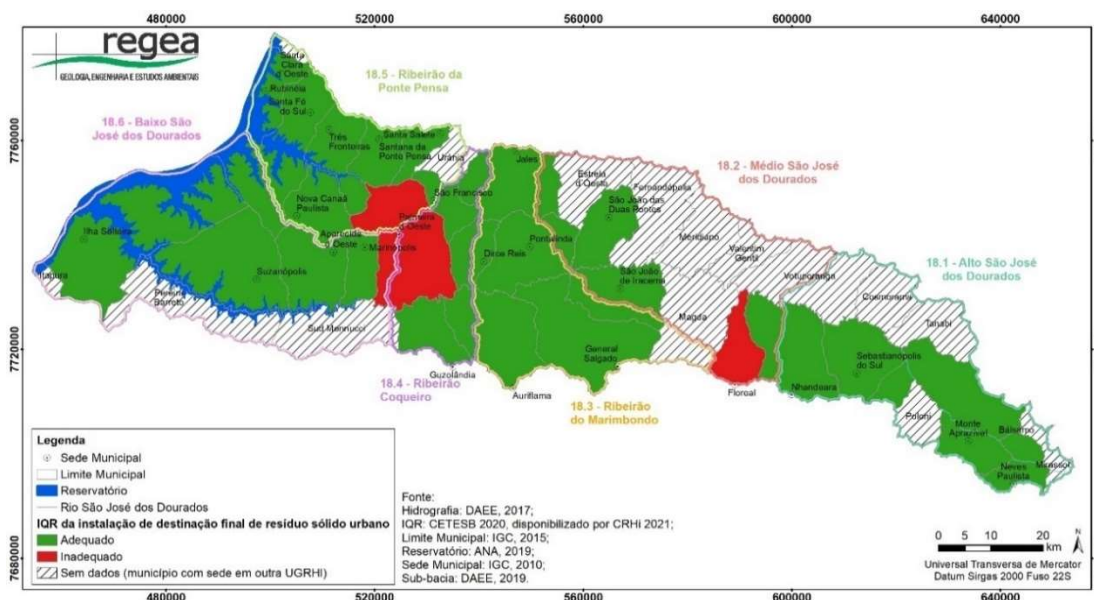 480000
520000
560000
600000
640000
regea
GEOLOGIA, ENGENHARIA E ESTUDOS AMBIENTAIS
7760000
7720000
7680000
7760000
7720000
7680000
18.5 - Ribeirão da
Ponte Pensa
18.6 - Baixo São
José dos Dourados
18.2 - Médio São José
dos Dourados
18.1 - Alto São José
dos Dourados
18.4 - Ribeirão
Coqueiro
18.3 - Ribeirão
do Marimbondo
Santa
Clara
d'Oeste
Rubinéia
Santa Fé
do Sul
Três
Fronteiras
Santa Salete
Santana da
Ponte Pensa
Urânia
Jales
São Francisco
Nova Canaã
Paulista
Palmeira
d'Oeste
Aparecida
d'Oeste
Marinópolis
Ilha Solteira
Itapura
Suzanápolis
Pereira
Barreto
Sud Mennucci
Dirce Reis
Pontalinda
Estrela
d'Oeste
Fernandópolis
São João das
Duas Pontes
Meridiano
Valentim
Gentil
Votuporanga
São João
de Iracema
Magda
Cosmorama
Tanabi
General
Salgado
Guzolândia
Auriflama
Floreal
Nhandeara
Sebastianópolis
do Sul
Poloni
Monte
Aprazível
Bálsamo
Neves
Paulista
Mirassol
Legenda
Sede Municipal
Limite Municipal
Reservatório
Rio São José dos Dourados
IQR da instalação de destinação final de resíduo sólido urbano
Adequado
Inadequado
Sem dados (município com sede em outra UGRHI)
Fonte:
Hidrografia: DAEE, 2017;
IQR: CETESB 2020, disponibilizado por CRHi 2021;
Limite Municipal: IGC, 2015;
Reservatório: ANA, 2019;
Sede Municipal: IGC, 2010;
Sub-bacia: DAEE, 2019.
0 5 10 20
km
N
Universal Transversa de Mercator
Datum Sirgas 2000 Fuso 22S
480000
520000
560000
600000
640000